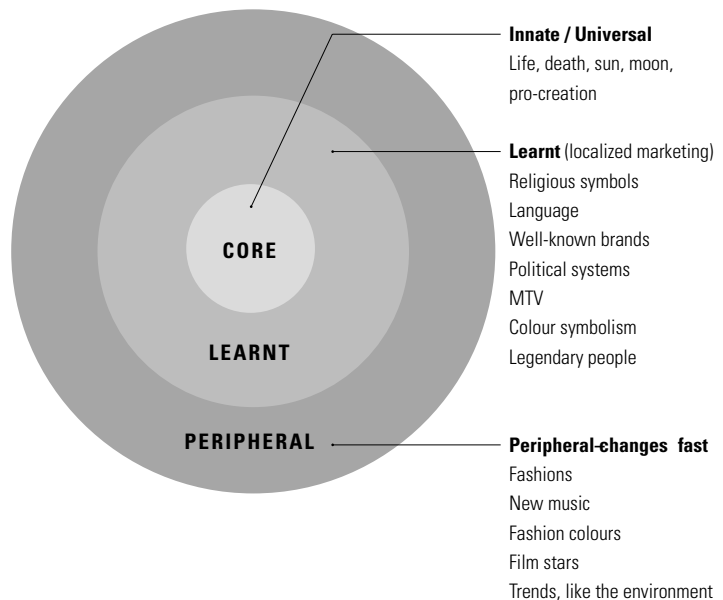 CORE
LEARNT
PERIPHERAL
Innate / Universal
Life, death, sun, moon,
pro-creation
Learnt (localized marketing)
Religious symbols
Language
Well-known brands
Political systems
MTV
Colour symbolism
Legendary people
Peripheral-changes fast
Fashions
New music
Fashion colours
Film stars
Trends, like the environment